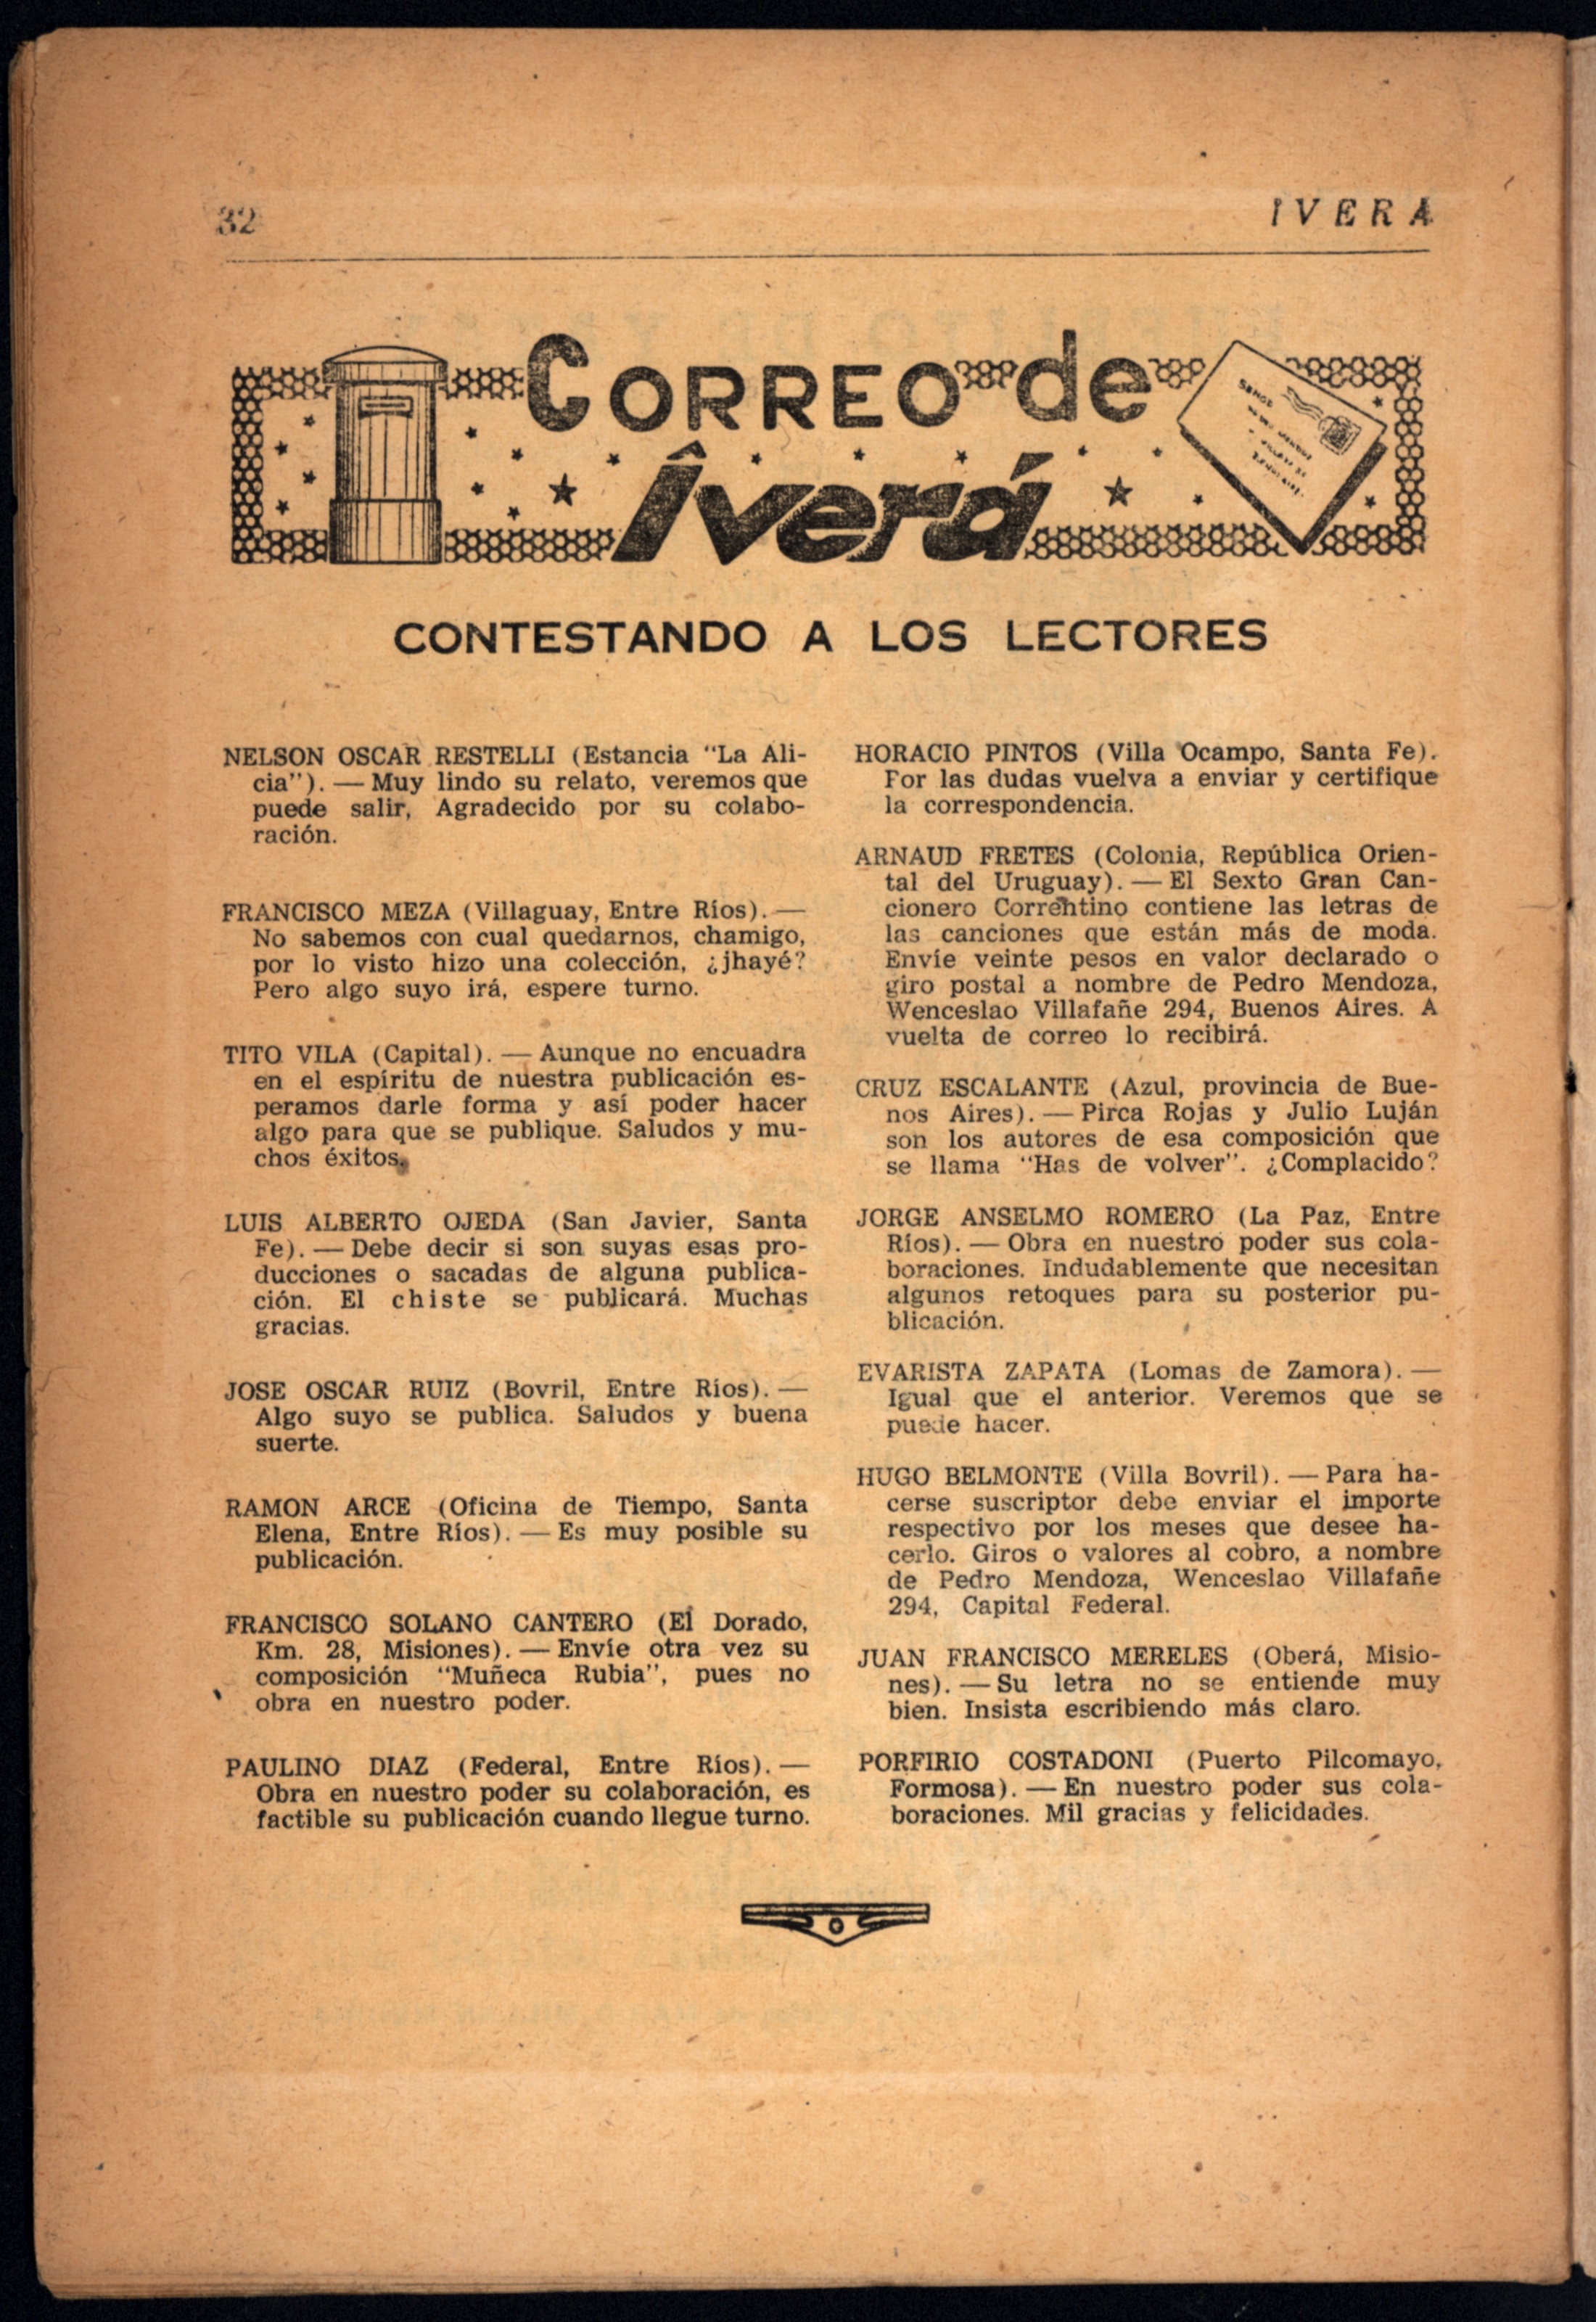 32
IVERA
CORREO de
Îverá
CONTESTANDO A LOS LECTORES
NELSON OSCAR RESTELLI (Estancia “La Ali-
cia”). — Muy lindo su relato, veremos que
puede salir, Agradecido por su colabo-
ración.
FRANCISCO MEZA (Villaguay, Entre Ríos). —
No sabemos con cual quedarnos, chamigo,
por lo visto hizo una colección, ¿jhayé?
Pero algo suyo irá, espere turno.
TITO VILA (Capital). — Aunque no encuadra
en el espíritu de nuestra publicación es-
peramos darle forma y así poder hacer
algo para que se publique. Saludos y mu-
chos éxitos.
LUIS ALBERTO OJEDA (San Javier, Santa
Fe). — Debe decir si son suyas esas pro-
ducciones o sacadas de alguna publica-
ción. El chiste se publicará. Muchas
gracias.
JOSE OSCAR RUIZ (Bovril, Entre Ríos). —
Algo suyo se publica. Saludos y buena
suerte.
RAMON ARCE (Oficina de Tiempo, Santa
Elena, Entre Ríos). — Es muy posible su
publicación.
FRANCISCO SOLANO CANTERO (El Dorado,
Km. 28, Misiones). — Envíe otra vez su
composición “Muñeca Rubia”, pues no
obra en nuestro poder.
PAULINO DIAZ (Federal, Entre Ríos). —
Obra en nuestro poder su colaboración, es
factible su publicación cuando llegue turno.
HORACIO PINTOS (Villa Ocampo, Santa Fe).
For las dudas vuelva a enviar y certifique
la correspondencia.
ARNAUD FRETES (Colonia, República Orien-
tal del Uruguay). — El Sexto Gran Can-
cionero Correntino contiene las letras de
las canciones que están más de moda.
Envíe veinte pesos en valor declarado o
giro postal a nombre de Pedro Mendoza,
Wenceslao Villafañe 294, Buenos Aires. A
vuelta de correo lo recibirá.
CRUZ ESCALANTE (Azul, provincia de Bue-
nos Aires). — Pirca Rojas y Julio Luján
son los autores de esa composición que
se llama “Has de volver”. ¿Complacido?
JORGE ANSELMO ROMERO (La Paz, Entre
Ríos). — Obra en nuestro poder sus cola-
boraciones. Indudablemente que necesitan
algunos retoques para su posterior pu-
blicación.
EVARISTA ZAPATA (Lomas de Zamora). —
Igual que el anterior. Veremos que se
puede hacer.
HUGO BELMONTE (Villa Bovril). — Para ha-
cerse suscriptor debe enviar el importe
respectivo por los meses que desee ha-
cerlo. Giros o valores al cobro, a nombre
de Pedro Mendoza, Wenceslao Villafañe
294, Capital Federal.
JUAN FRANCISCO MERELES (Oberá, Misio-
nes). — Su letra no se entiende muy
bien. Insista escribiendo más claro.
PORFIRIO COSTADONI (Puerto Pilcomayo,
Formosa). — En nuestro poder sus cola-
boraciones. Mil gracias y felicidades.